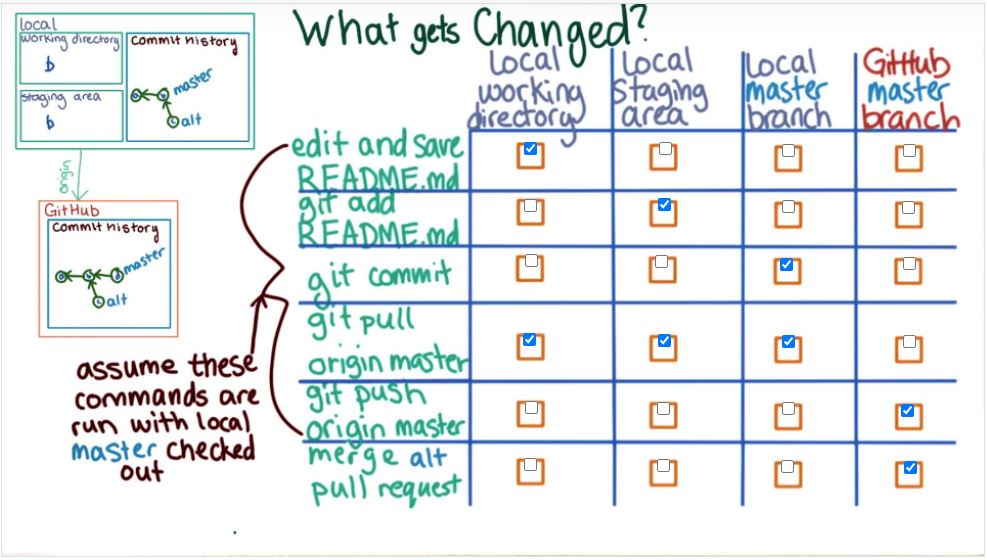 What gets Changed?
local
working directory
b
staging area
b
Commit history
a
b
master
c
alt
origin
GitHub
Commit history
a
b
d
master
c
alt
assume these
commands are
run with local
master checked
out
Local
working
directory
Local
Staging
area
Local
master
branch
GitHub
master
branch
edit and save
README.md
git add
README.md
git commit
git pull
origin master
git push
origin master
merge alt
pull request